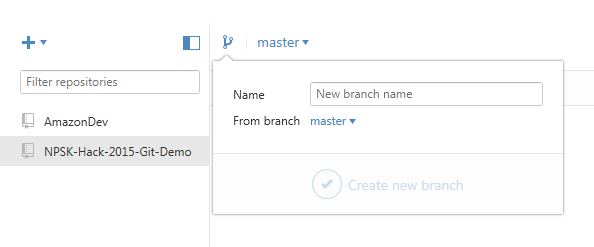 master
Filter repositories
AmazonDev
NPSK-Hack-2015-Git-Demo
Name
New branch name
From branch master
Create new branch